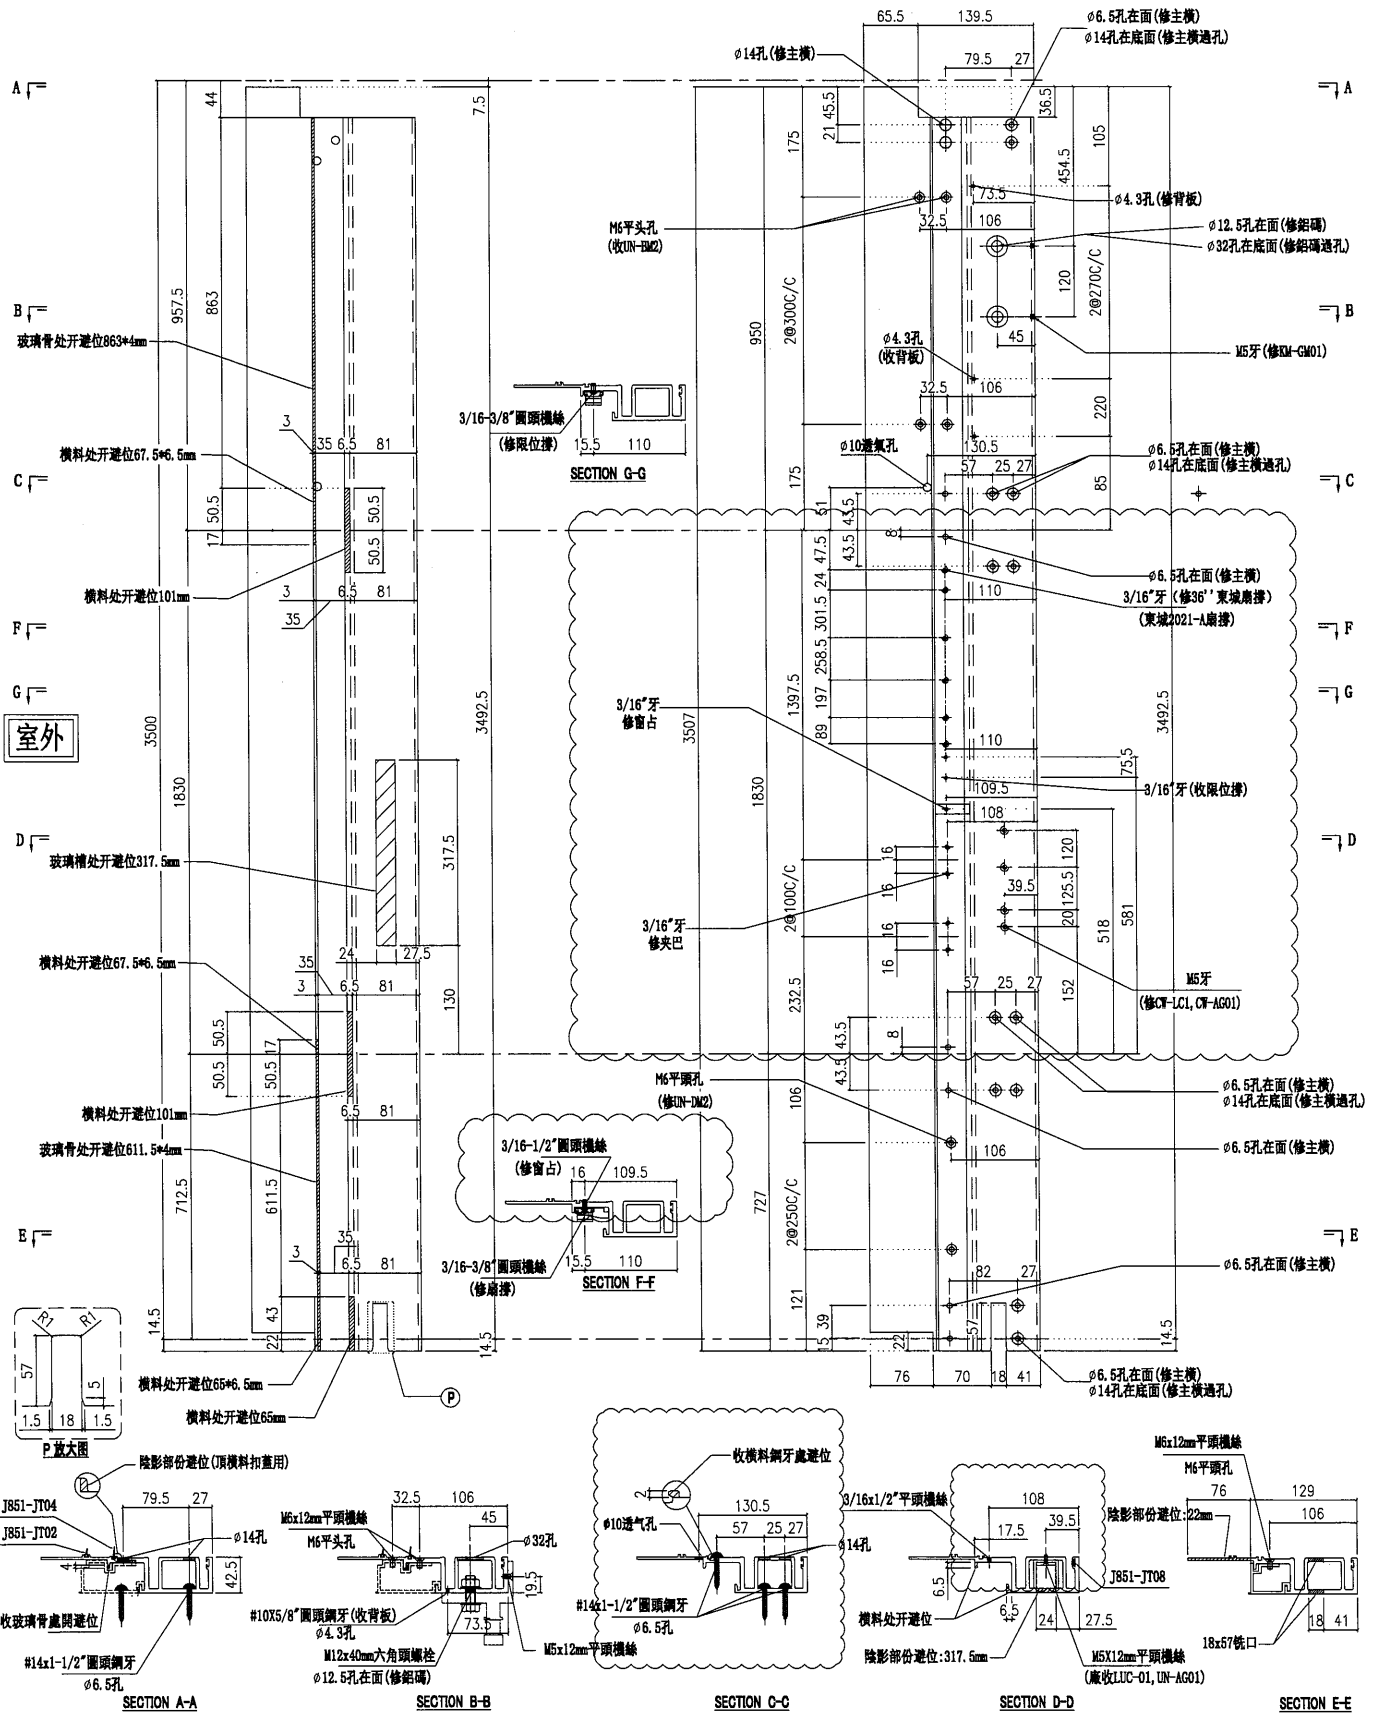 65.5
139.5
φ6.5孔在面(修主横)
φ14孔在底面(修主横過孔)
φ14孔(修主横)
79.5
27
A
A
44
7.5
21
45.5
36.5
175
105
454.5
73.5
φ4.3孔(修背板)
M6平头孔
(收UN-BM2)
32.5
106
φ12.5孔在面(修鋁碼)
φ32孔在底面(修鋁碼過孔)
957.5
863
2@300C/C
950
120
2@270C/C
B
B
玻璃骨处开避位863*4mm
φ4.3孔
(收背板)
45
M5牙(修KM-GM01)
32.5
106
220
3/16-3/8"圓頭機絲
(修限位撐)
15.5
110
SECTION G-G
3
35
6.5
81
φ10透氣孔
130.5
φ6.5孔在面(修主横)
φ14孔在底面(修主横過孔)
横料处开避位67.5*6.5mm
57
25
27
C
C
175
85
50.5
17
50.5
50.5
51
43.5
43.5
8
47.5
φ6.5孔在面(修主横)
横料处开避位101mm
3
6.5
81
35
24
110
3/16"牙(修36''東城扇撐)
(東城2021-A扇撐)
F
F
301.5
258.5
G
G
室外
3500
3492.5
3507
1397.5
197
89
3/16"牙
修窗占
3492.5
110
75.5
1830
1830
3/16"牙(收限位撐)
109.5
108
D
D
玻璃槽处开避位317.5mm
317.5
16
16
2@100C/C
120
39.5
125.5
20
518
581
3/16"牙
修夹巴
16
16
24
27.5
横料处开避位67.5*6.5mm
35
3
6.5
81
130
232.5
57
25
27
152
M5牙
(修CW-LC1,CW-AG01)
50.5
50.5
17
50.5
43.5
43.5
8
M6平頭孔
(修UN-DM2)
φ6.5孔在面(修主横)
φ14孔在底面(修主横過孔)
横料处开避位101mm
6.5
81
106
φ6.5孔在面(修主横)
玻璃骨处开避位611.5*4mm
3/16-1/2"圓頭機絲
(修窗占)
16
109.5
106
611.5
712.5
727
2@250C/C
E
E
35
3
6.5
81
3/16-3/8"圓頭機絲
(修扇撐)
15.5
110
SECTION F-F
φ6.5孔在面(修主横)
82
27
R1
R1
57
5
1.5
18
1.5
P 放大图
14.5
43
22
14.5
121
39
15
22
57
14.5
横料处开避位65*6.5mm
横料处开避位65mm
P
76
70
18
41
φ6.5孔在面(修主横)
φ14孔在底面(修主横過孔)
陰影部份避位(頂横料扣蓋用)
J851-JT04
J851-JT02
79.5
27
φ14孔
4
42.5
收玻璃骨處開避位
#14x1-1/2"圓頭鋼牙
φ6.5孔
SECTION A-A
M6x12mm平頭機絲
M6平头孔
32.5
106
45
φ32孔
19.5
#10X5/8"圓頭鋼牙(收背板)
φ4.3孔
73.5
M12x40mm六角頭螺栓
φ12.5孔在面(修鋁碼)
M5x12mm平頭機絲
SECTION B-B
收横料鋼牙處避位
2
130.5
φ10透气孔
57
25
27
φ14孔
#14x1-1/2"圓頭鋼牙
φ6.5孔
SECTION C-C
3/16x1/2"平頭機絲
108
17.5
39.5
6.5
J851-JT08
横料处开避位
6.5
24
27.5
陰影部份避位:317.5mm
M5X12mm平頭機絲
(廠收LUC-01,UN-AG01)
SECTION D-D
M6x12mm平頭機絲
M6平頭孔
76
129
陰影部份避位:22mm
106
18
41
18x57铣口
SECTION E-E